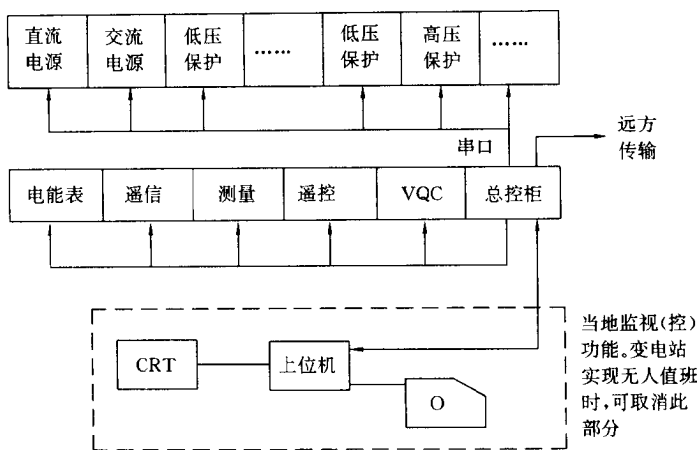 直流电源
交流电源
低压保护
……
低压保护
高压保护
……
串口
远方传输
电能表
遥信
测量
遥控
VQC
总控柜
CRT
上位机
O
当地监视(控)
功能。变电站
实现无人值班
时,可取消此
部分